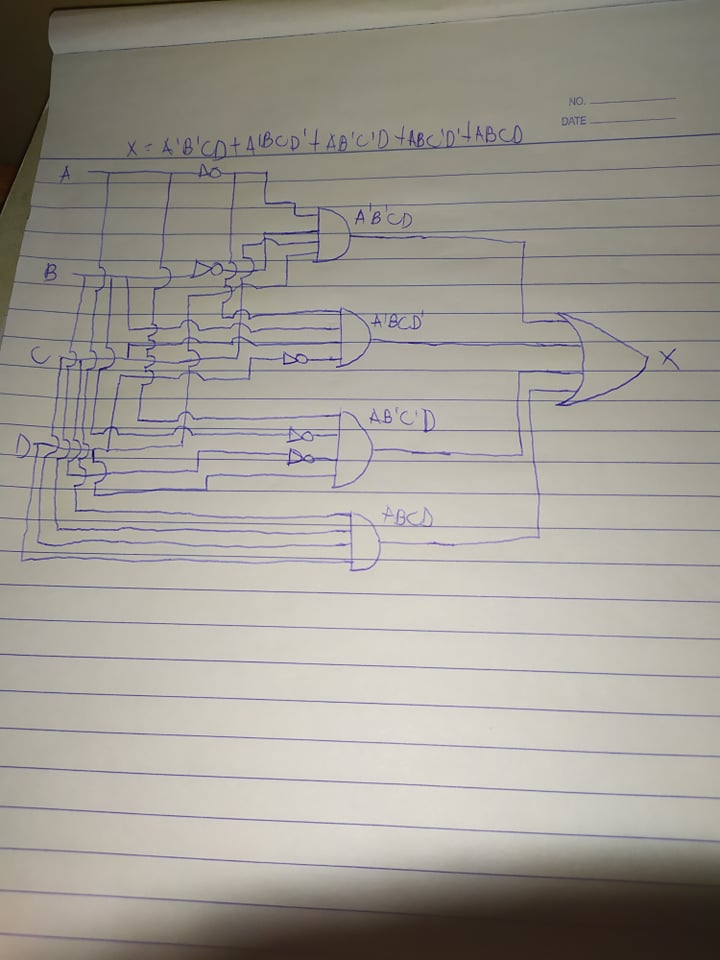 NO.
DATE
X = A'B'CD + A'BCD' + AB'C'D + ABC'D' + ABCD
A
A'B'CD
B
A'BCD'
C
X
AB'C'D
D
ABCD